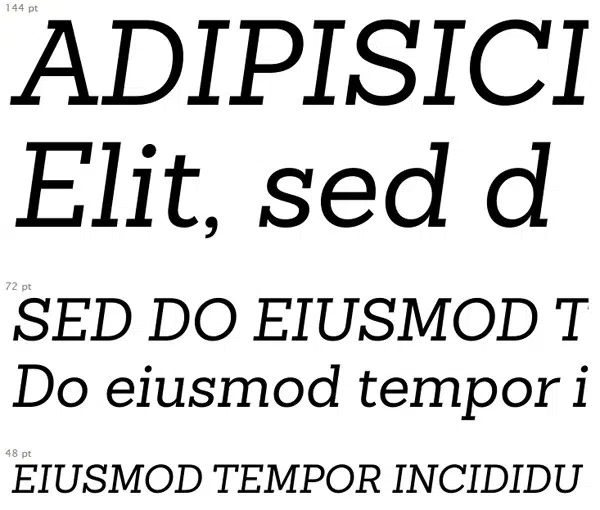 144 pt
ADIPISICI
Elit, sed d
72 pt
SED DO EIUSMOD T
Do eiusmod tempor i
48 pt
EIUSMOD TEMPOR INCIDIDU